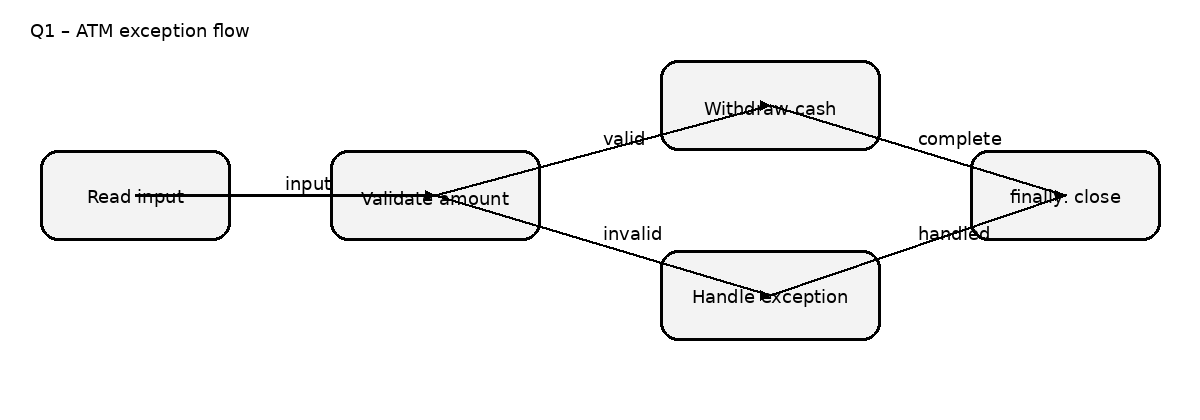 Q1 – ATM exception flow
Read input
input
Validate amount
valid
invalid
Withdraw cash
Handle exception
complete
handled
finally: close